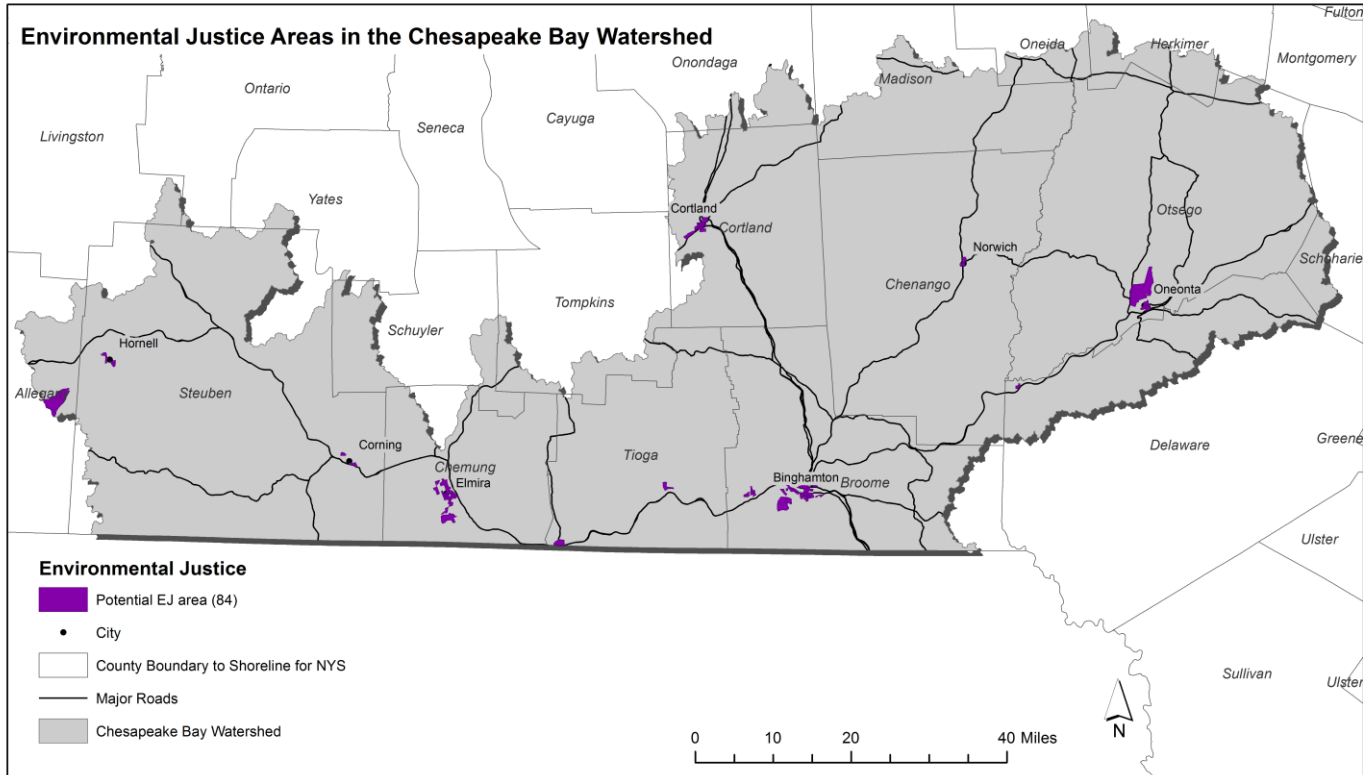 Environmental Justice Areas in the Chesapeake Bay Watershed
Fulton
Oneida
Herkimer
Montgomery
Onondaga
Madison
Ontario
Livingston
Seneca
Cayuga
Yates
Cortland
Cortland
Otsego
Norwich
Schoharie
Chenango
Oneonta
Tompkins
Schuyler
Hornell
Allegany
Steuben
Delaware
Greene
Corning
Tioga
Chemung
Elmira
Binghamton
Broome
Ulster
Sullivan
Ulster
Environmental Justice
Potential EJ area (84)
City
County Boundary to Shoreline for NYS
Major Roads
Chesapeake Bay Watershed
N
0 10 20 40 Miles